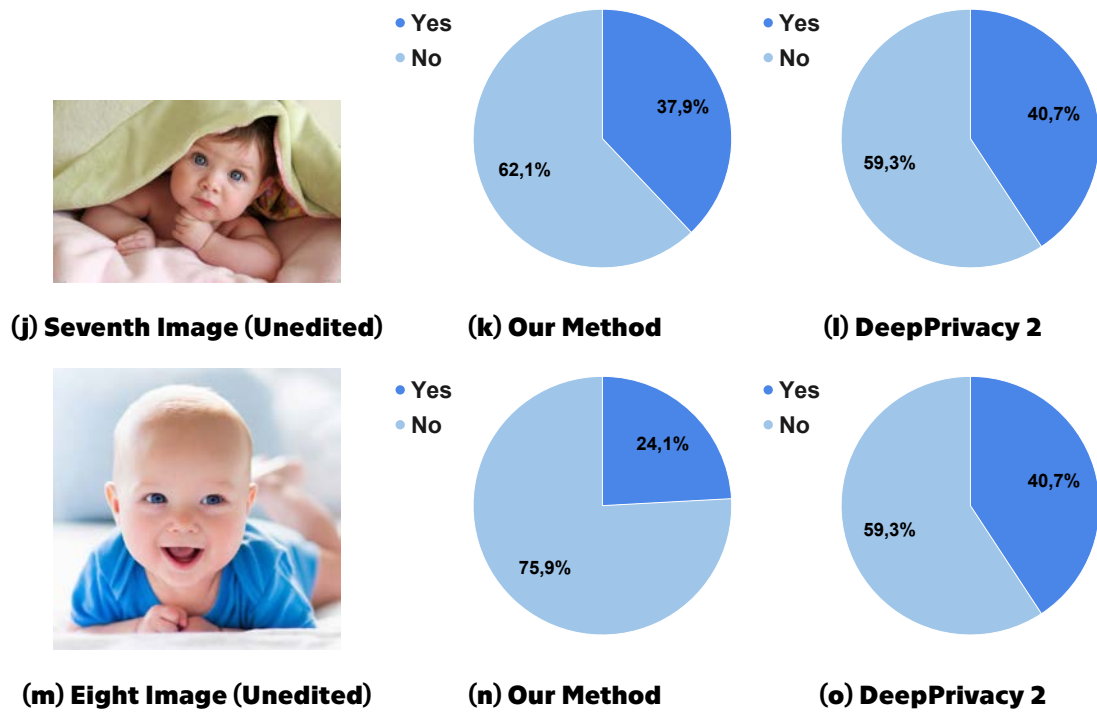 Yes
No
37,9%
62,1%
Yes
No
40,7%
59,3%
(j) Seventh Image (Unedited)
(k) Our Method
(l) DeepPrivacy 2
Yes
No
24,1%
75,9%
Yes
No
40,7%
59,3%
(m) Eight Image (Unedited)
(n) Our Method
(o) DeepPrivacy 2